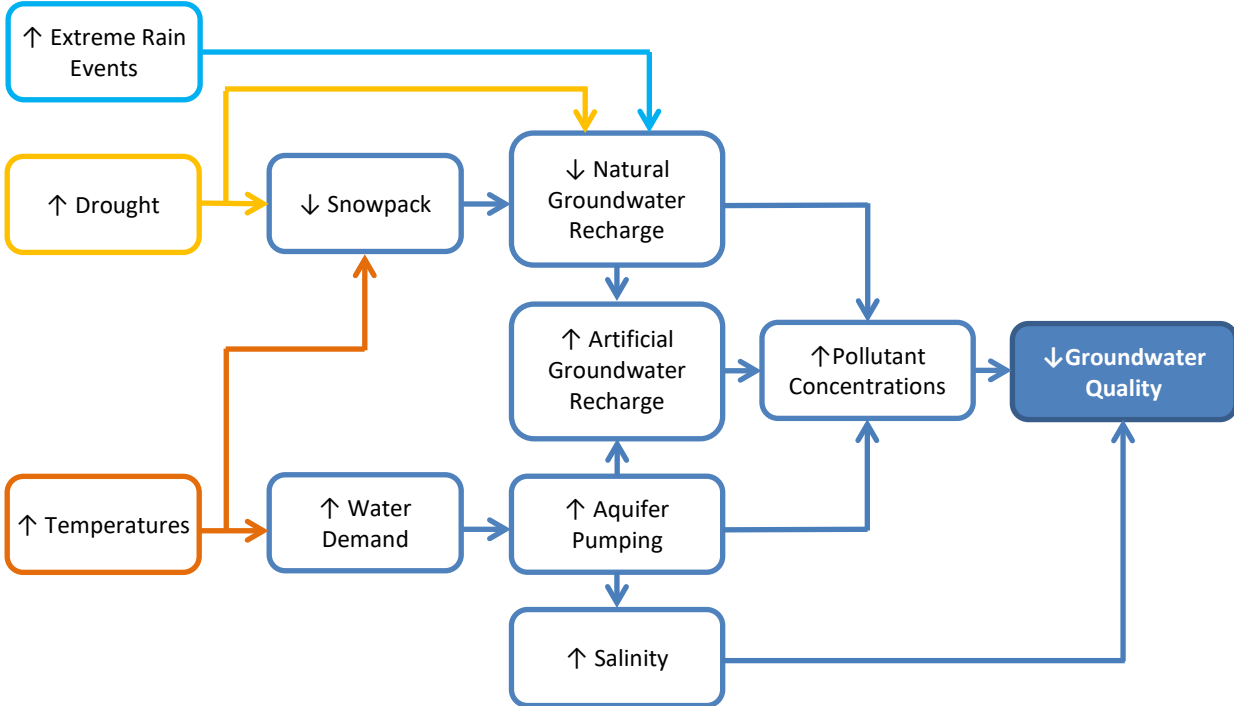 ↑ Extreme Rain
Events
↑ Drought
↓ Snowpack
↓ Natural
Groundwater
Recharge
↑ Artificial
Groundwater
Recharge
↑Pollutant
Concentrations
↓Groundwater
Quality
↑ Temperatures
↑ Water
Demand
↑ Aquifer
Pumping
↑ Salinity